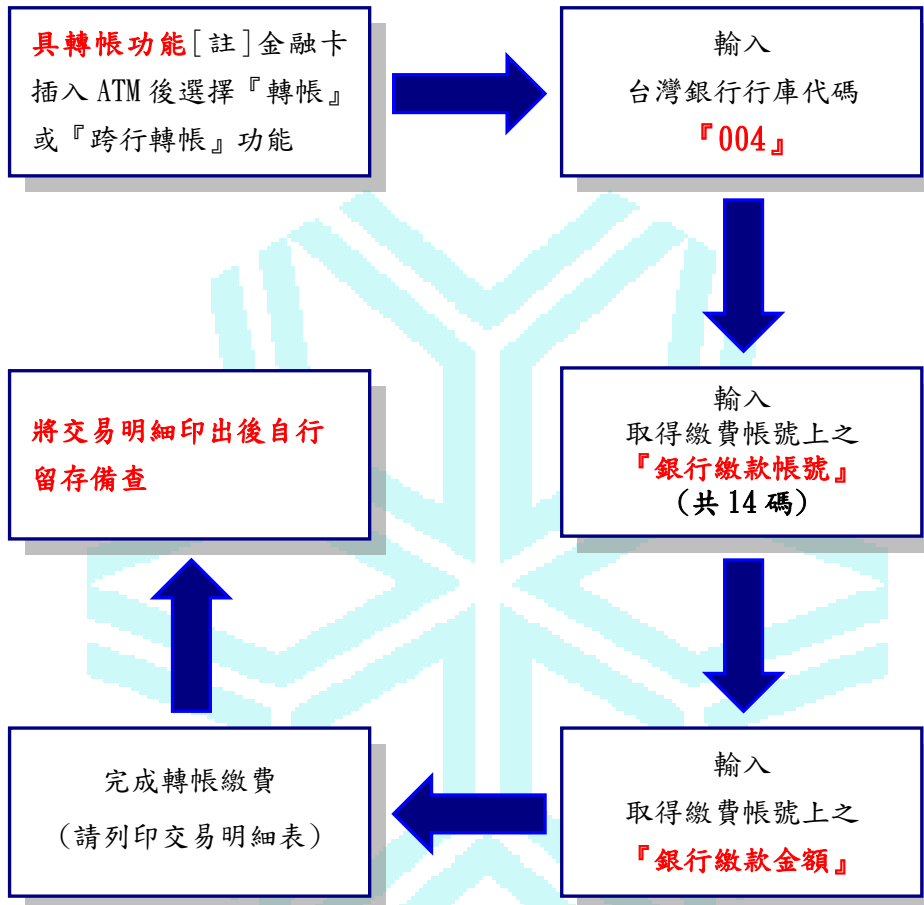 具轉帳功能[註]金融卡
插入 ATM 後選擇『轉帳』
或『跨行轉帳』功能
輸入
台灣銀行行庫代碼
『004』
輸入
取得繳費帳號上之
『銀行繳款帳號』
(共 14 碼)
輸入
取得繳費帳號上之
『銀行繳款金額』
完成轉帳繳費
(請列印交易明細表)
將交易明細印出後自行
留存備查